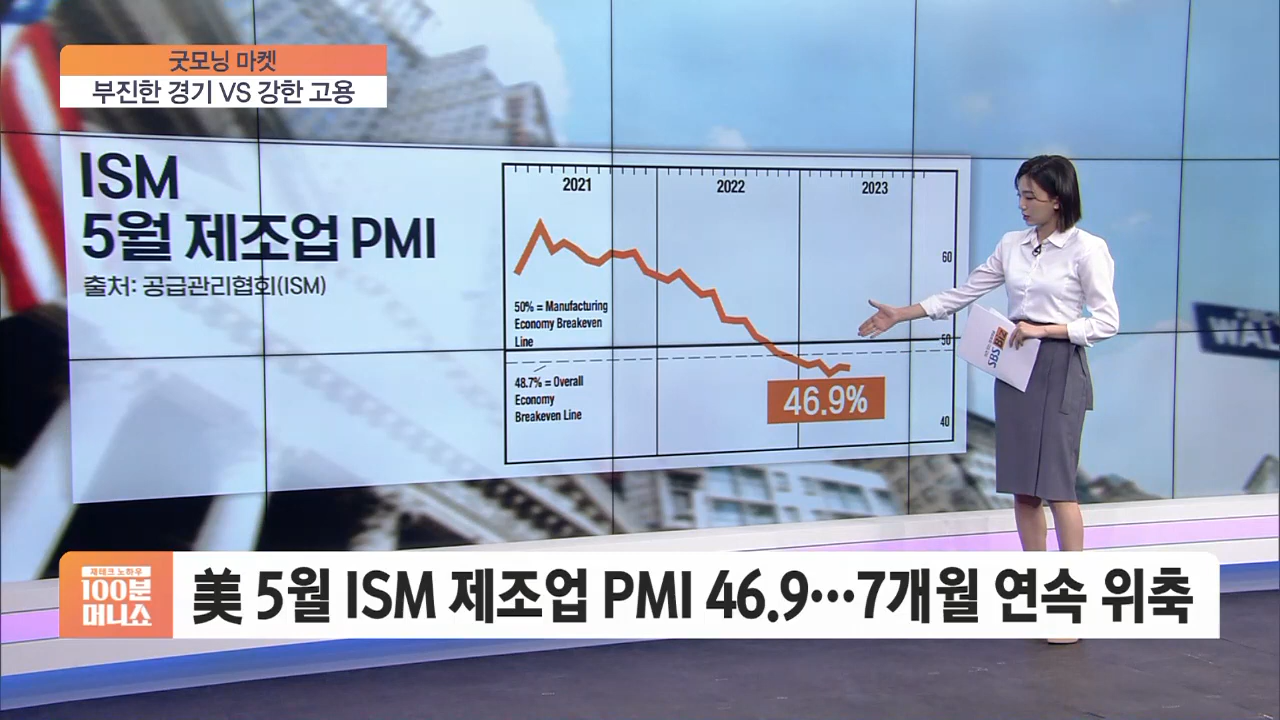 굿모닝 마켓
부진한 경기 VS 강한 고용
ISM
5월 제조업 PMI
출처: 공급관리협회(ISM)
2021
2022
2023
60
50% = Manufacturing
Economy Breakeven
Line
50
48.7% = Overall
Economy
Breakeven Line
46.9%
40
SBS
WAL
재테크 노하우
100분
머니쇼
美 5월 ISM 제조업 PMI 46.9…7개월 연속 위축